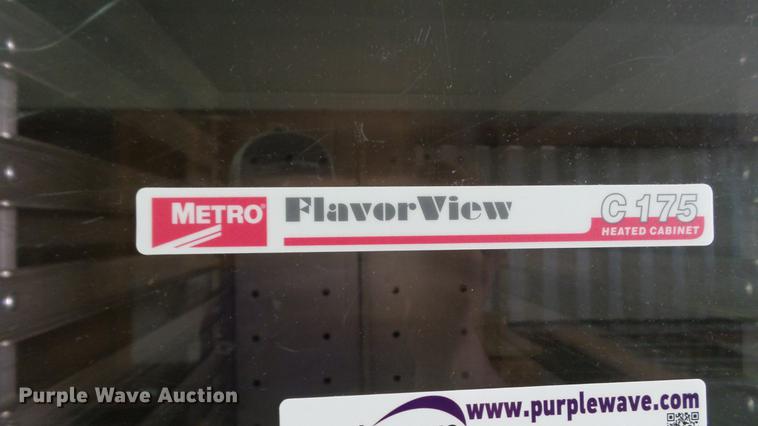 METRO® FlavorView C 175
HEATED CABINET
Purple Wave Auction
www.purplewave.com